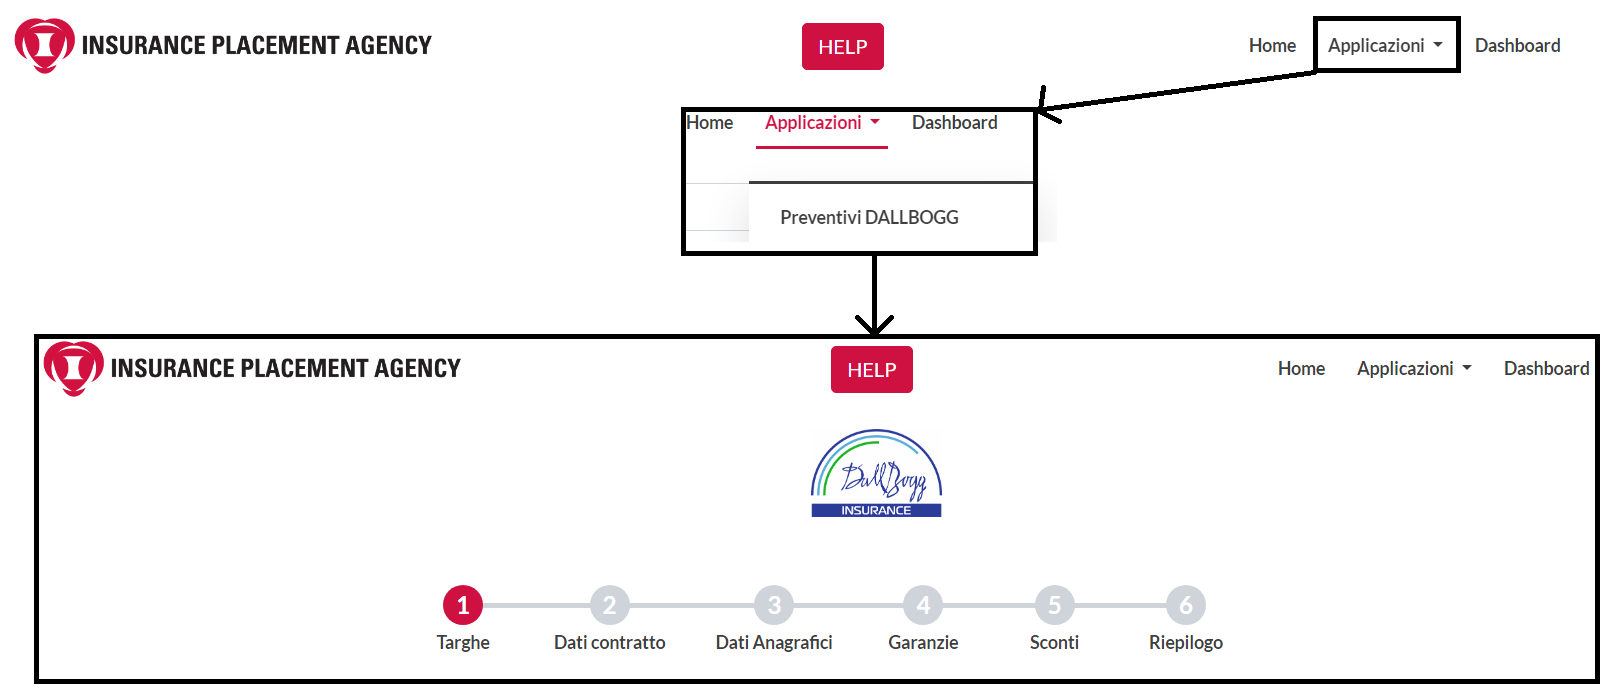 INSURANCE PLACEMENT AGENCY
HELP
Home Applicazioni Dashboard
Home Applicazioni Dashboard
Preventivi DALLBOGG
INSURANCE PLACEMENT AGENCY
HELP
Home Applicazioni Dashboard
DallBogg
INSURANCE
1 2 3 4 5 6
Targhe Dati contratto Dati Anagrafici Garanzie Sconti Riepilogo